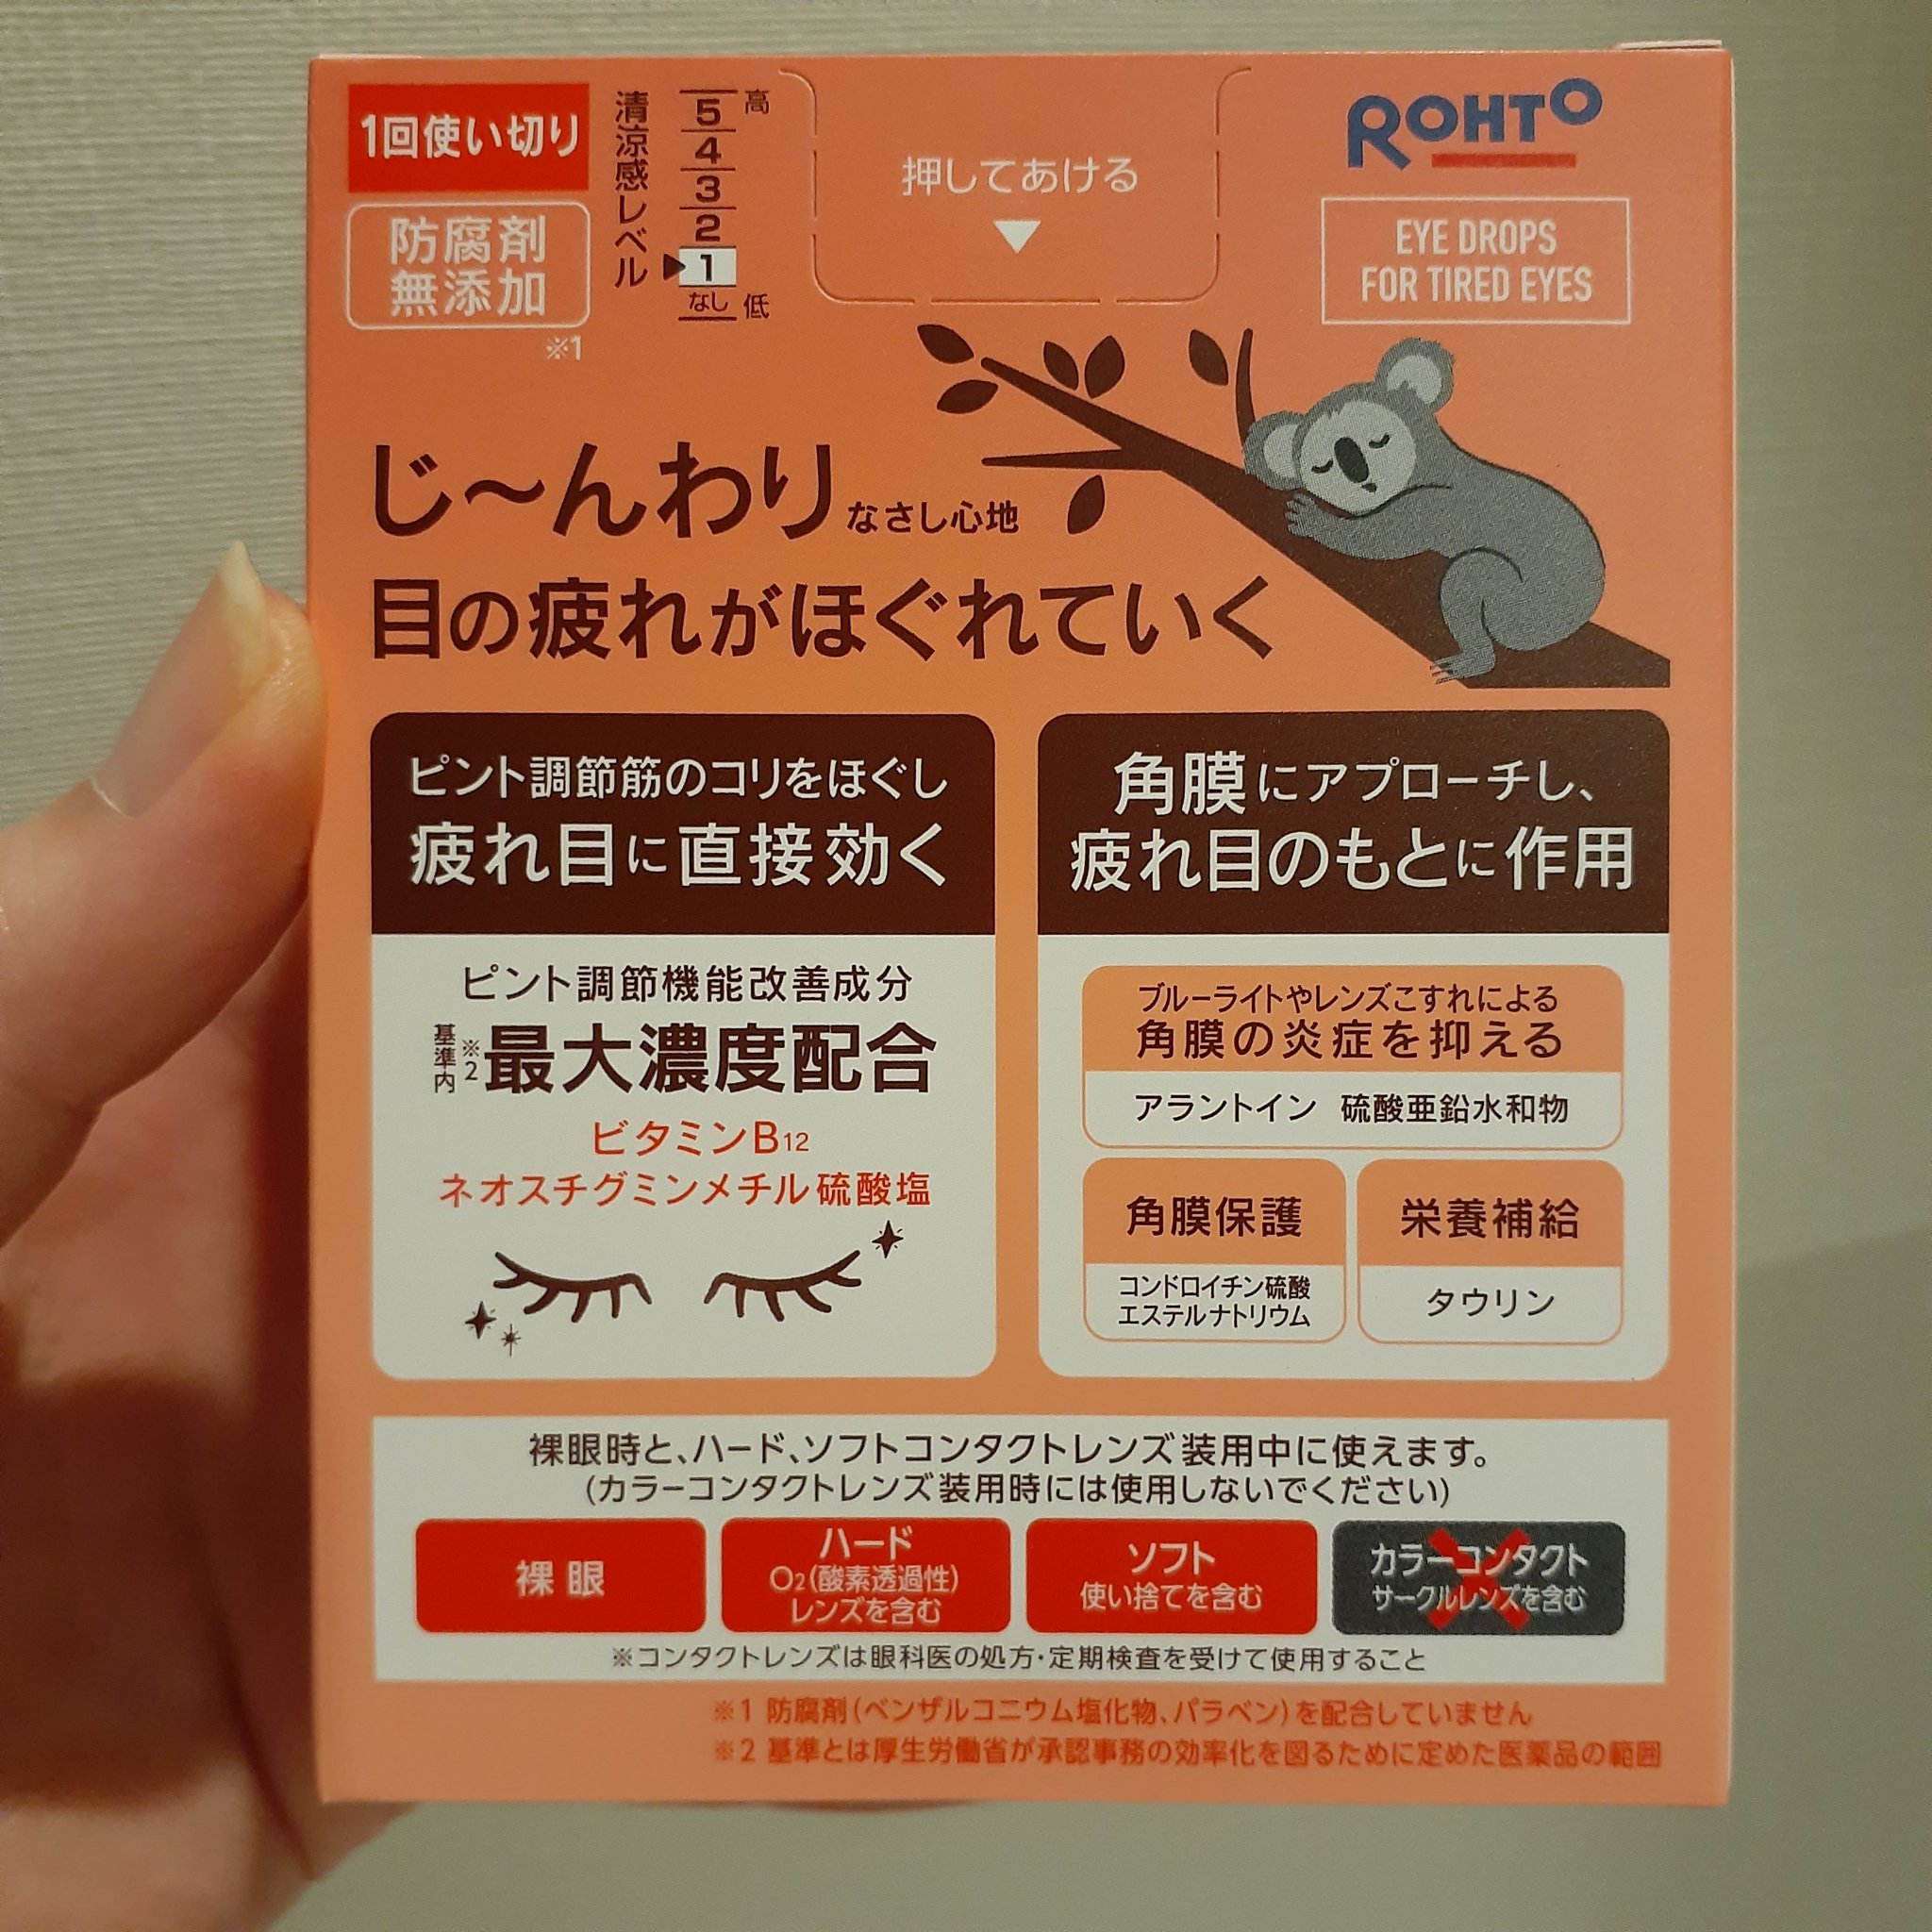 1回使い切り
防腐剤
無添加
※1
清涼感レベル
高
5
4
3
2
1
なし
低
押してあける
ROHTO
EYE DROPS
FOR TIRED EYES
じ〜んわりなさし心地
目の疲れがほぐれていく
ピント調節筋のコリをほぐし
疲れ目に直接効く
ピント調節機能改善成分
基準内※2最大濃度配合
ビタミンB12
ネオスチグミンメチル硫酸塩
角膜にアプローチし、
疲れ目のもとに作用
ブルーライトやレンズこすれによる
角膜の炎症を抑える
アラントイン 硫酸亜鉛水和物
角膜保護
コンドロイチン硫酸
エステルナトリウム
栄養補給
タウリン
裸眼時と、ハード、ソフトコンタクトレンズ装用中に使えます。
(カラーコンタクトレンズ装用時には使用しないでください)
裸眼
ハード
O2(酸素透過性)
レンズを含む
ソフト
使い捨てを含む
カラーコンタクト
サークルレンズを含む
※コンタクトレンズは眼科医の処方・定期検査を受けて使用すること
※1 防腐剤(ベンザルコニウム塩化物、パラベン)を配合していません
※2 基準とは厚生労働省が承認事務の効率化を図るために定めた医薬品の範囲